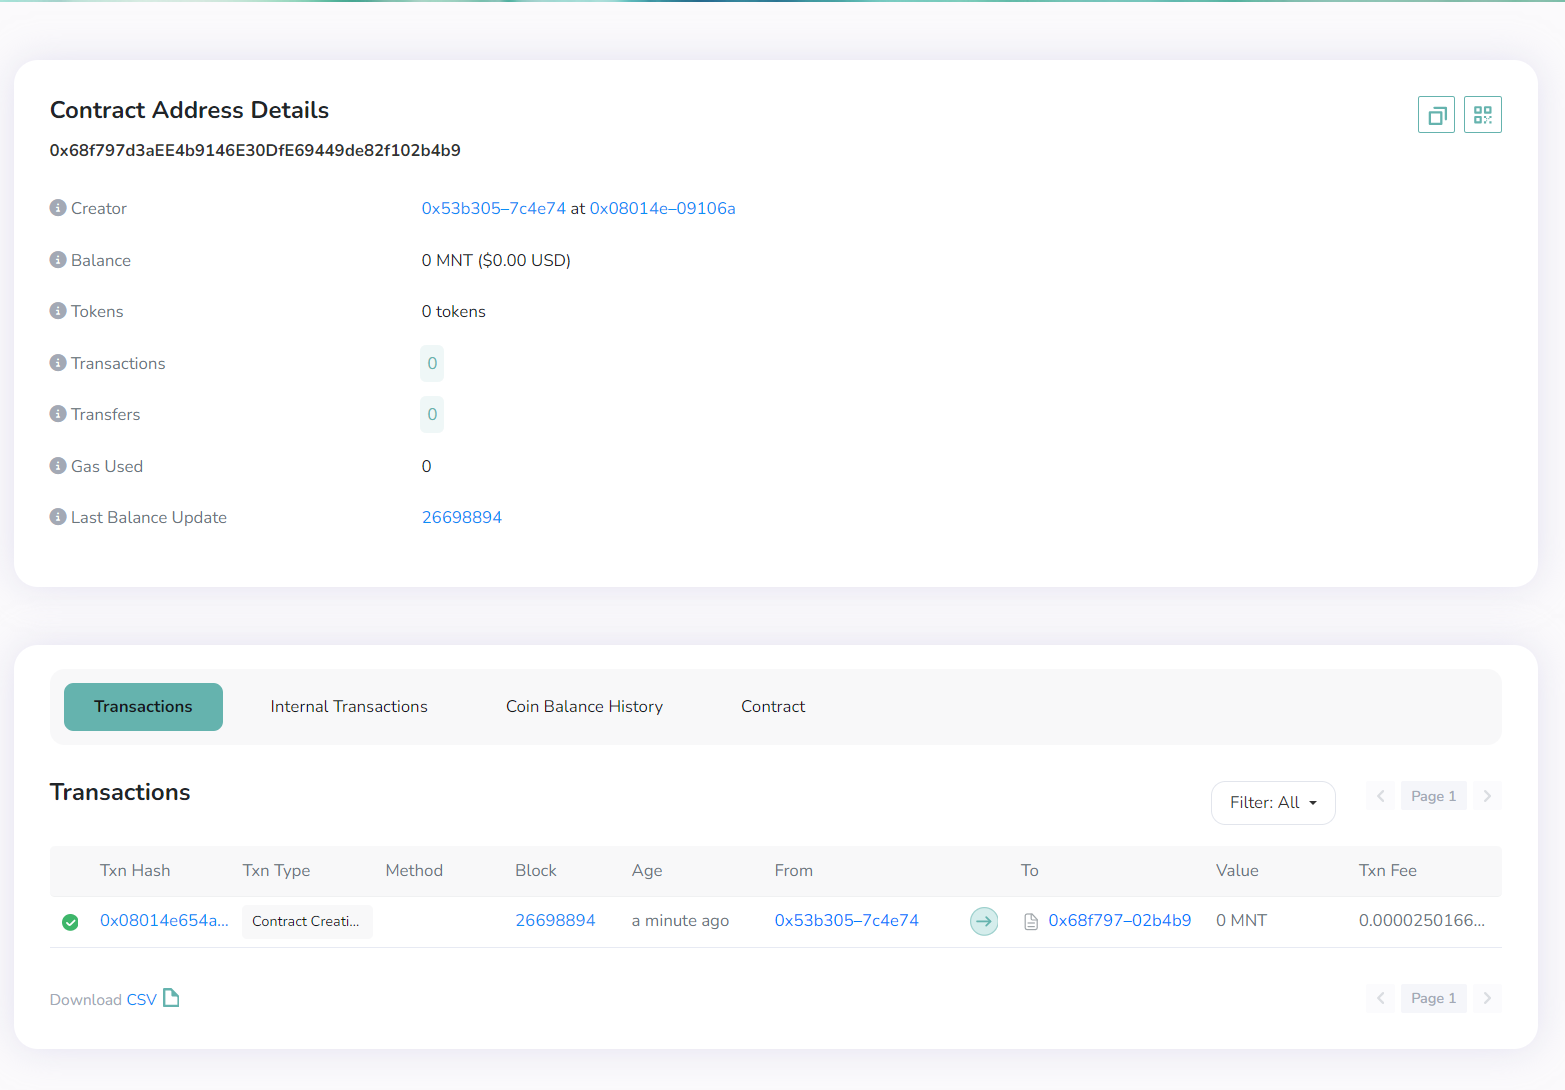 Contract Address Details
0x68f797d3aEE4b9146E30DfE69449de82f102b4b9
Creator 0x53b305–7c4e74 at 0x08014e–09106a
Balance 0 MNT ($0.00 USD)
Tokens 0 tokens
Transactions 0
Transfers 0
Gas Used 0
Last Balance Update 26698894
Transactions Internal Transactions Coin Balance History Contract
Transactions
Filter: All Page 1
Txn Hash Txn Type Method Block Age From To Value Txn Fee
0x08014e654a... Contract Creati... 26698894 a minute ago 0x53b305–7c4e74 0x68f797–02b4b9 0 MNT 0.0000250166...
Download CSV Page 1